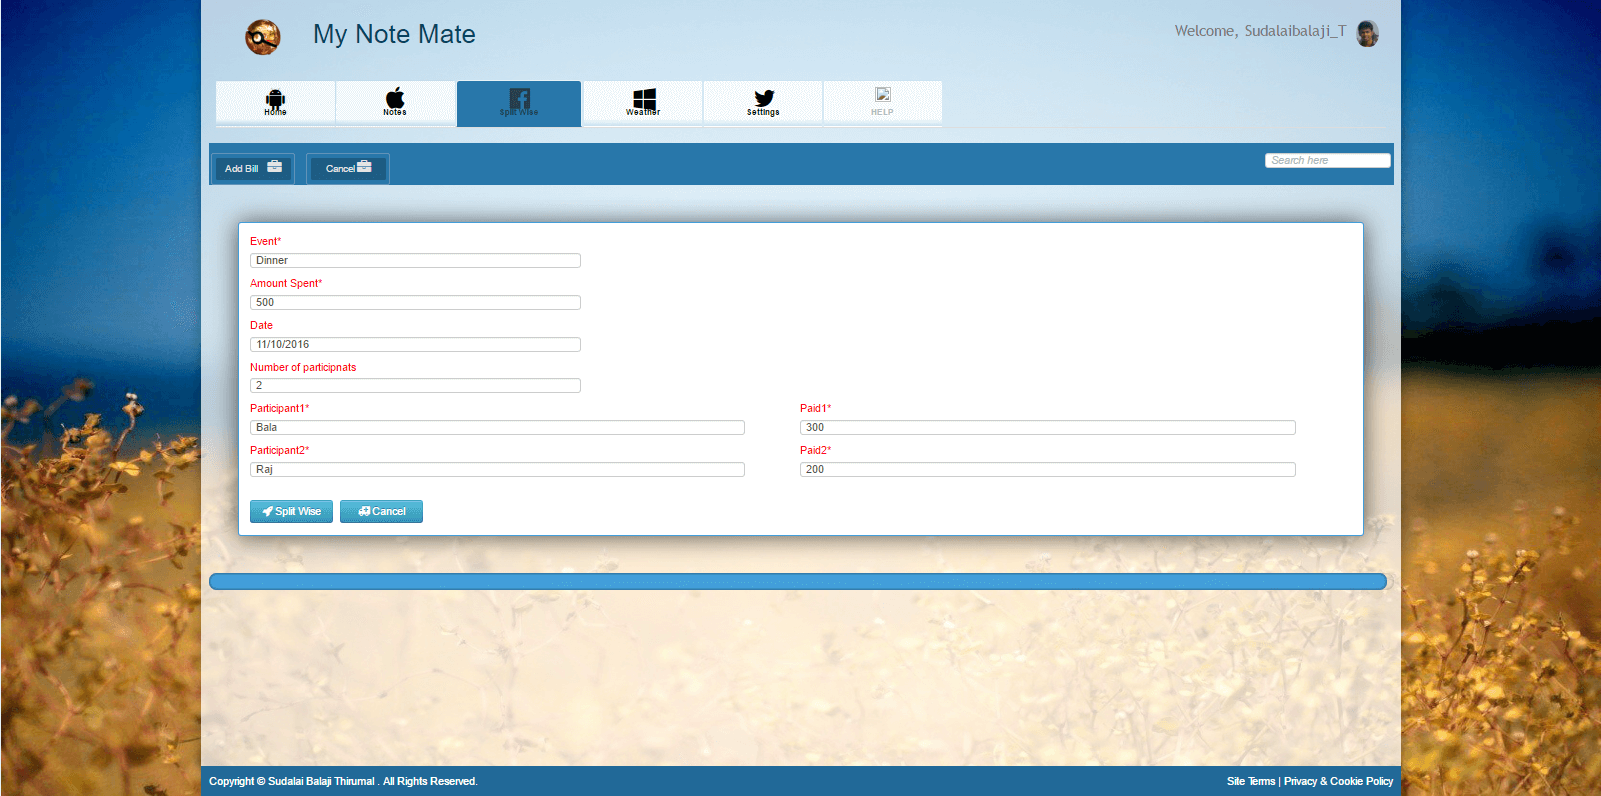 My Note Mate
Welcome, Sudalaibalaji_T
Home Notes Split Wise Weather Settings HELP
Add Bill Cancel Search here
Event*
Dinner
Amount Spent*
500
Date
11/10/2016
Number of participnats
2
Participant1* Paid1*
Bala 300
Participant2* Paid2*
Raj 200
Split Wise Cancel
Copyright © Sudalai Balaji Thirumal . All Rights Reserved. Site Terms | Privacy & Cookie Policy